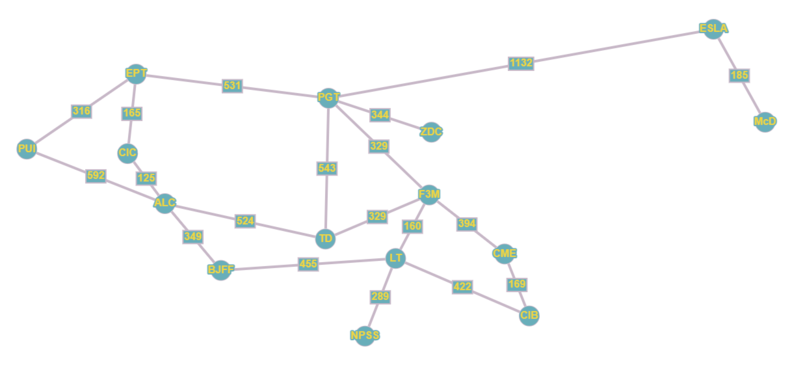 ESLA
1132
EPT
185
531
PGT
316
165
344
McD
ZDC
329
PUI
CIC
543
592
125
F3M
ALC
329
524
160
394
349
TD
CME
LT
455
BJFF
169
422
289
CIB
NPSS